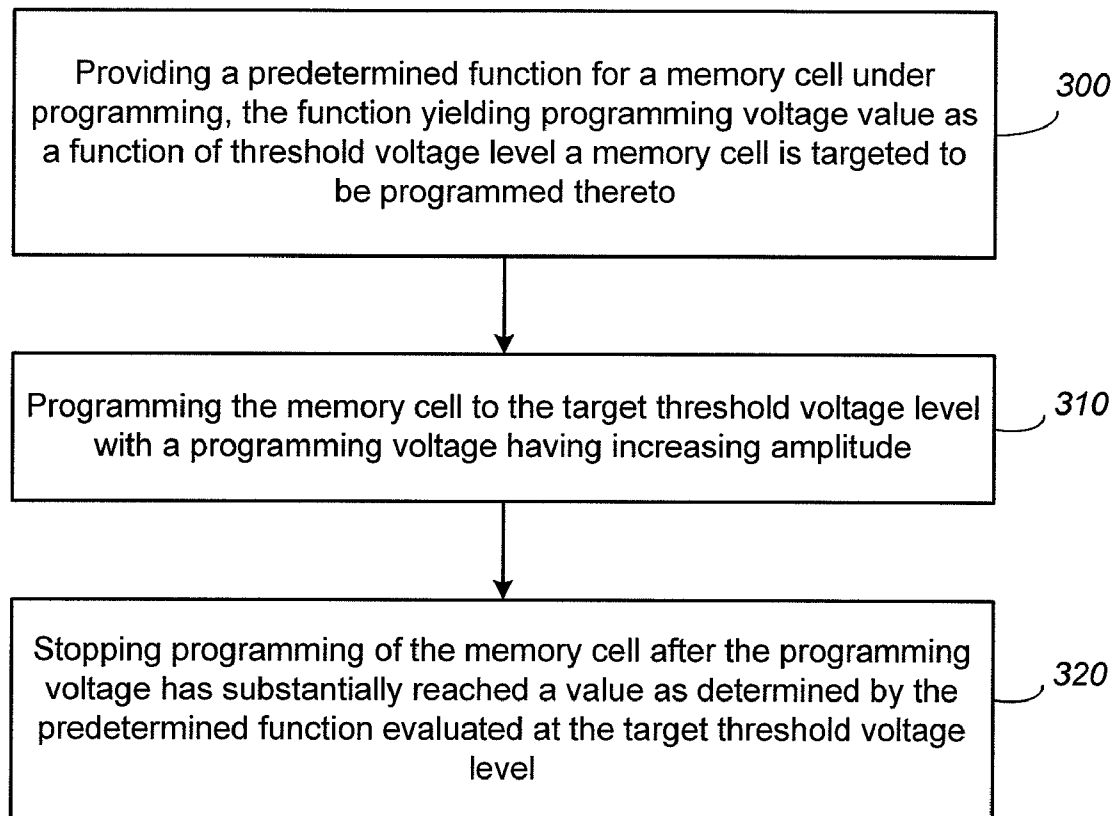 Providing a predetermined function for a memory cell under
programming, the function yielding programming voltage value as
a function of threshold voltage level a memory cell is targeted to
be programmed thereto
300
Programming the memory cell to the target threshold voltage level
with a programming voltage having increasing amplitude
310
Stopping programming of the memory cell after the programming
voltage has substantially reached a value as determined by the
predetermined function evaluated at the target threshold voltage
level
320